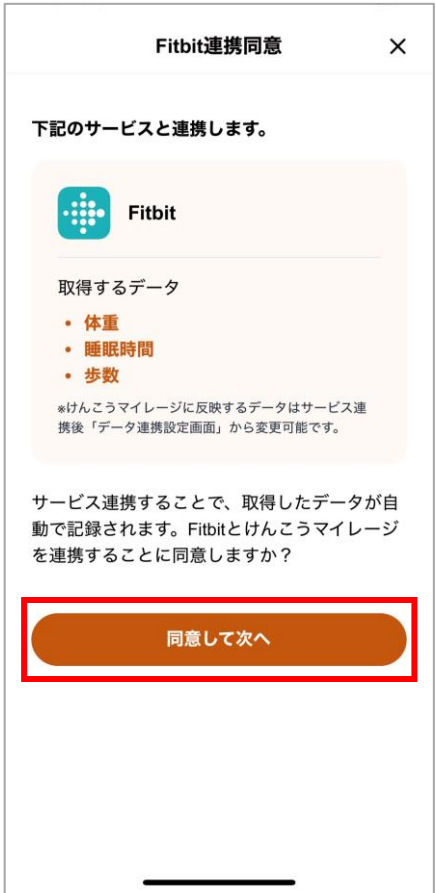 Fitbit連携同意
下記のサービスと連携します。
Fitbit
取得するデータ
・体重
・睡眠時間
・歩数
*けんこうマイレージに反映するデータはサービス連
携後「データ連携設定画面」から変更可能です。
サービス連携することで、取得したデータが自
動で記録されます。Fitbitとけんこうマイレージ
を連携することに同意しますか？
同意して次へ